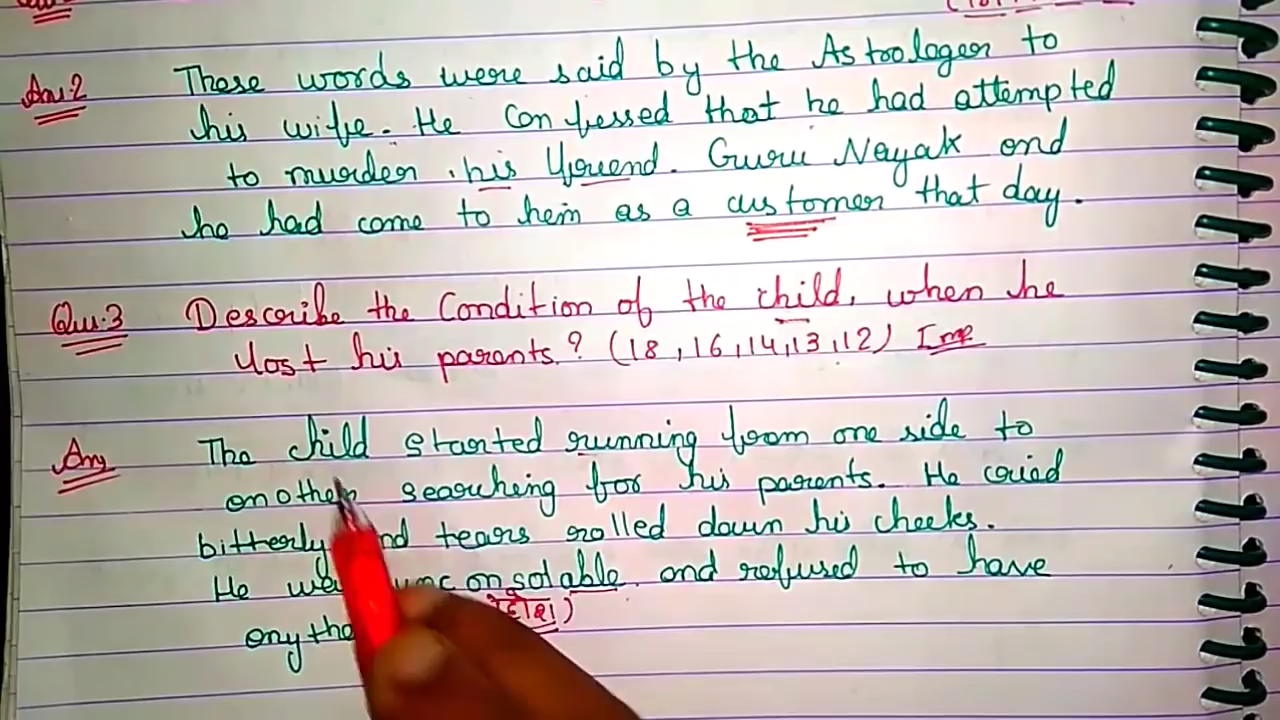 Ans.2 These words were said by the Astrologer to
his wife. He Confessed that he had attempted
to murder his friend. Guru Nayak and
he had come to him as a customer that day.
Qu.3 Describe the Condition of the child, when he
lost his parents? (18, 16, 14, 13, 12) Imp
Ans The child started running from one side to
another searching for his parents. He cried
bitterly and tears rolled down his cheeks.
He was unconsolable and refused to have